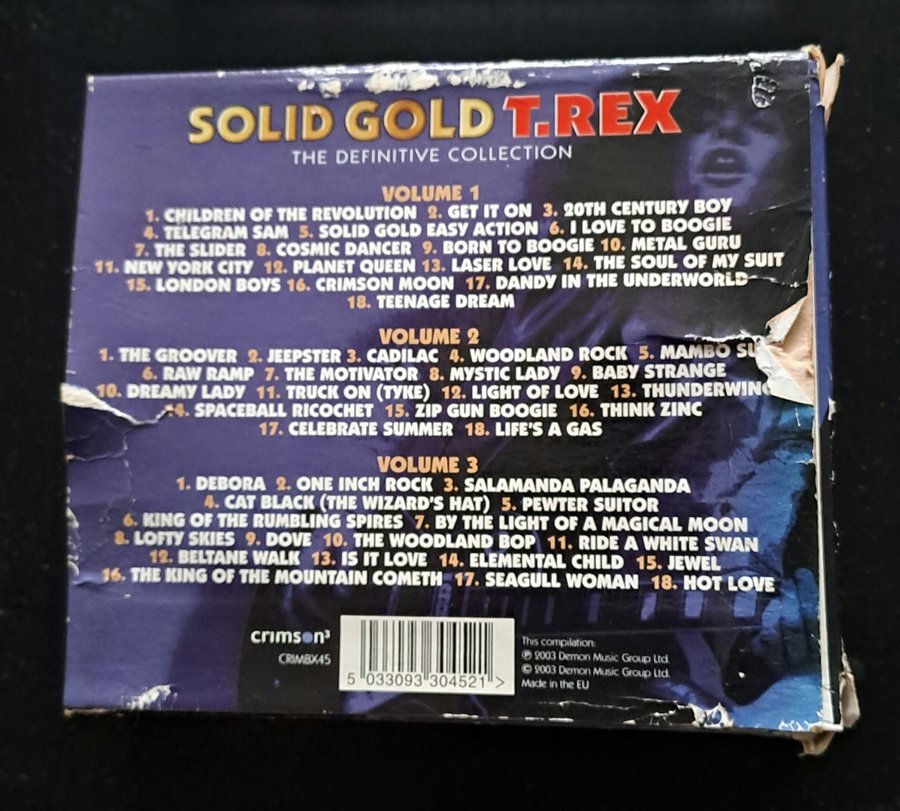 SOLID GOLD T.REX
THE DEFINITIVE COLLECTION
VOLUME 1
1. CHILDREN OF THE REVOLUTION 2. GET IT ON 3. 20TH CENTURY BOY
4. TELEGRAM SAM 5. SOLID GOLD EASY ACTION 6. I LOVE TO BOOGIE
7. THE SLIDER 8. COSMIC DANCER 9. BORN TO BOOGIE 10. METAL GURU
11. NEW YORK CITY 12. PLANET QUEEN 13. LASER LOVE 14. THE SOUL OF MY SUIT
15. LONDON BOYS 16. CRIMSON MOON 17. DANDY IN THE UNDERWORLD
18. TEENAGE DREAM
VOLUME 2
1. THE GROOVER 2. JEEPSTER 3. CADILAC 4. WOODLAND ROCK 5. MAMBO SU
6. RAW RAMP 7. THE MOTIVATOR 8. MYSTIC LADY 9. BABY STRANGE
10. DREAMY LADY 11. TRUCK ON (TYKE) 12. LIGHT OF LOVE 13. THUNDERWING
14. SPACEBALL RICOCHET 15. ZIP GUN BOOGIE 16. THINK ZINC
17. CELEBRATE SUMMER 18. LIFE'S A GAS
VOLUME 3
1. DEBORA 2. ONE INCH ROCK 3. SALAMANDA PALAGANDA
4. CAT BLACK (THE WIZARD'S HAT) 5. PEWTER SUITOR
6. KING OF THE RUMBLING SPIRES 7. BY THE LIGHT OF A MAGICAL MOON
8. LOFTY SKIES 9. DOVE 10. THE WOODLAND BOP 11. RIDE A WHITE SWAN
12. BELTANE WALK 13. IS IT LOVE 14. ELEMENTAL CHILD 15. JEWEL
16. THE KING OF THE MOUNTAIN COMETH 17. SEAGULL WOMAN 18. HOT LOVE
crimson³
CRIMBX45
5 033093 304521 >
This compilation:
℗ 2003 Demon Music Group Ltd.
© 2003 Demon Music Group Ltd.
Made in the EU